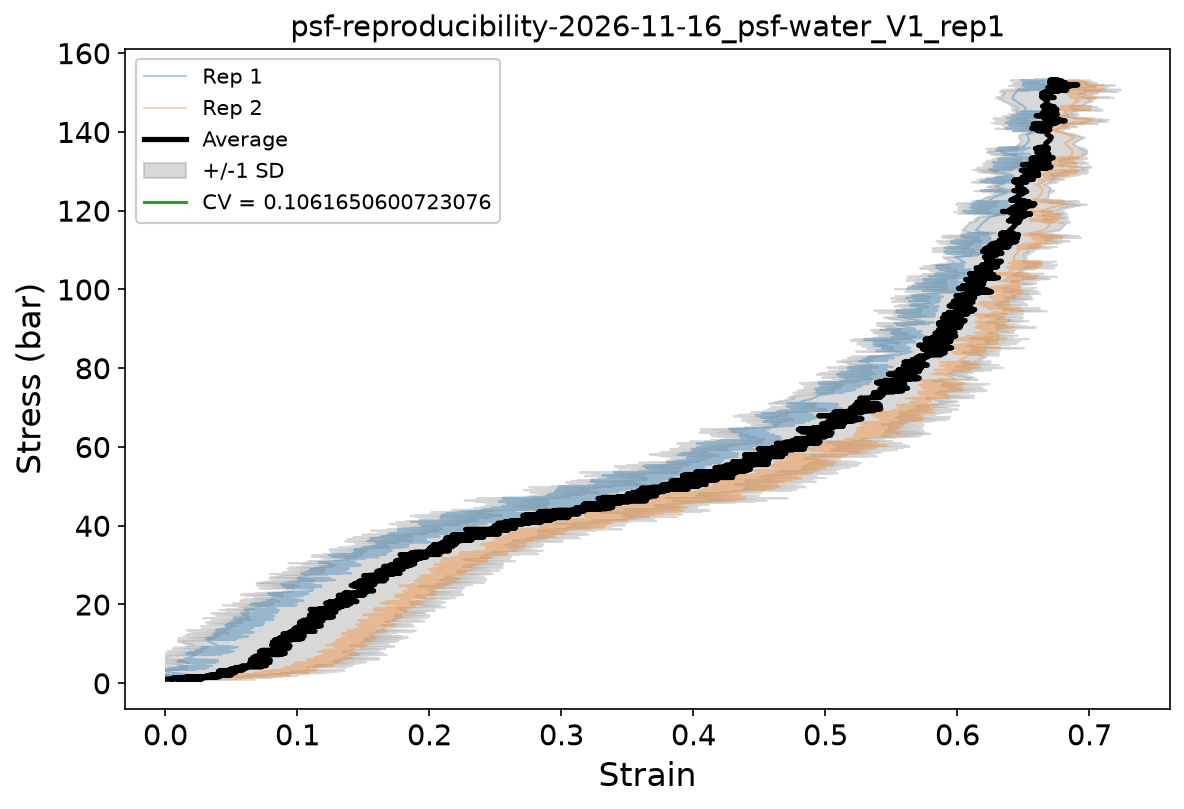 psf-reproducibility-2026-11-16_psf-water_V1_rep1
Rep 1
Rep 2
Average
+/-1 SD
CV = 0.1061650600723076
Stress (bar)
160
140
120
100
80
60
40
20
0
0.0 0.1 0.2 0.3 0.4 0.5 0.6 0.7
Strain